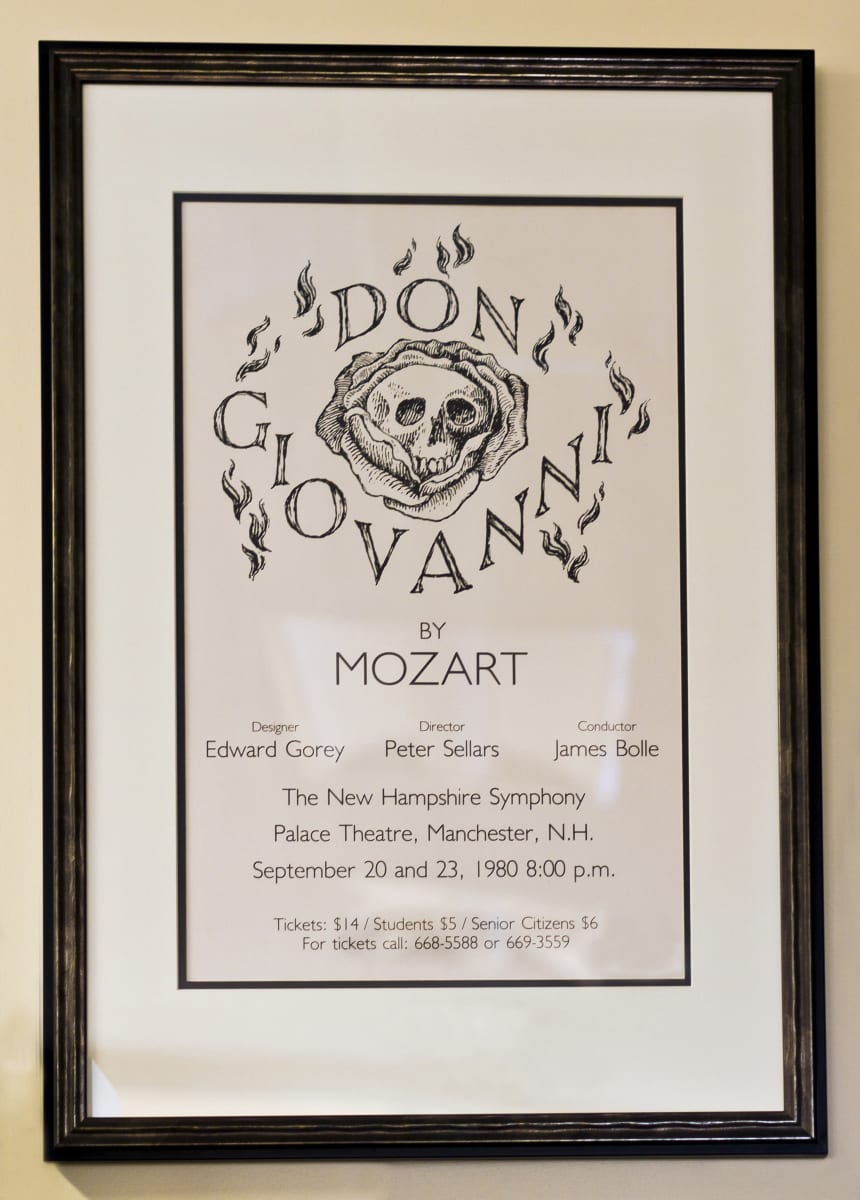 DON
GIOVANNI
BY
MOZART
Designer Director Conductor
Edward Gorey Peter Sellars James Bolle
The New Hampshire Symphony
Palace Theatre, Manchester, N.H.
September 20 and 23, 1980 8:00 p.m.
Tickets: $14 / Students $5 / Senior Citizens $6
For tickets call: 668-5588 or 669-3559